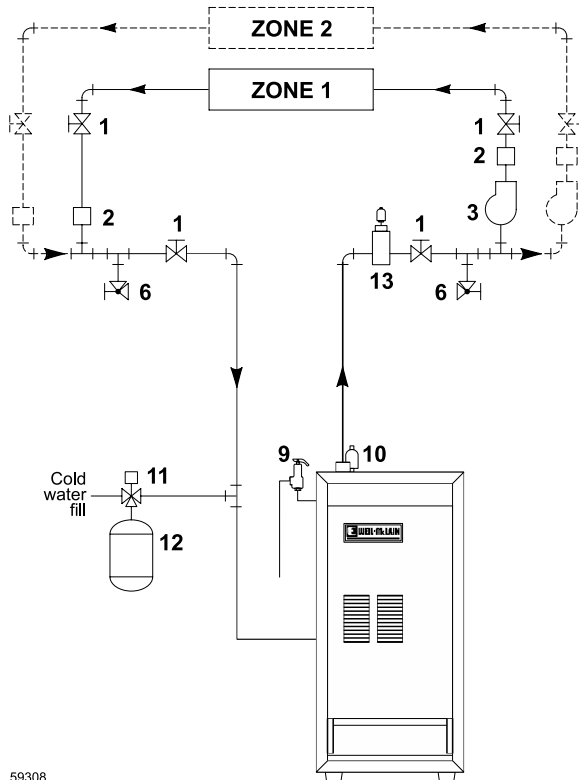 ZONE 2
ZONE 1
1
1
2
2
1
3
1
6
13
6
9
10
11
Cold
water
fill
12
WEIL-McLAIN
59308